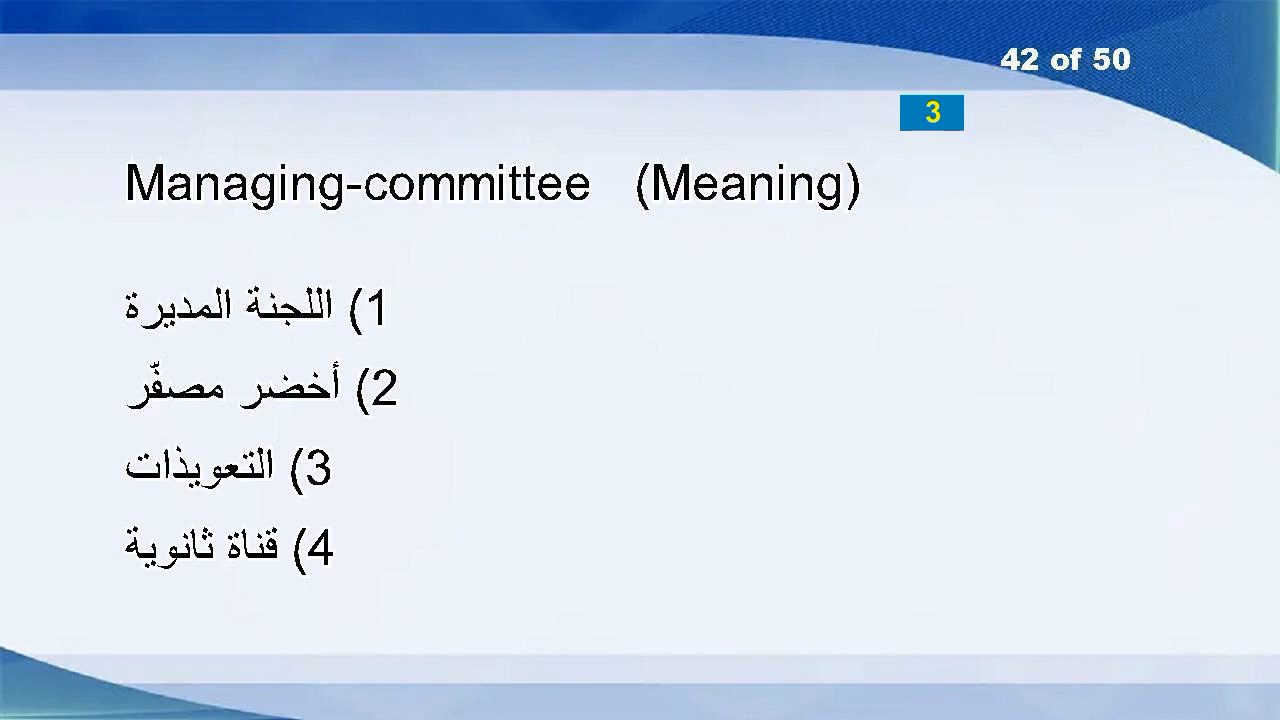 42 of 50
3
Managing-committee (Meaning)
1) اللجنة المديرة
2) أخضر مصفّر
3) التعويذات
4) قناة ثانوية